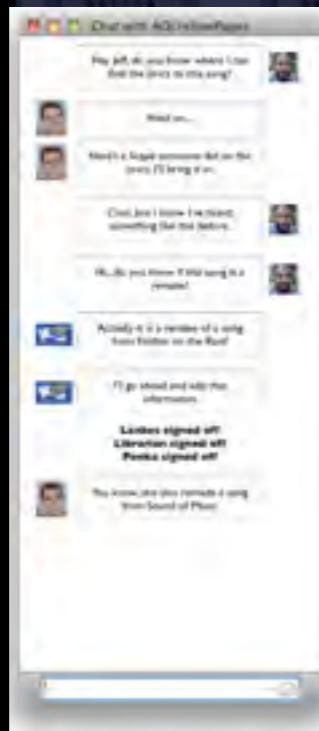 Chat with AOLYellowPages
Hey Jeff, do you know where I can
find the lyrics to this song?
Hold on...
Here's a
someone did on the
lyrics, I'll bring it in.
Cool, but I know I've heard
something like this before.
do you know if this song is a
remake?
Actually it is a remake of a song
from Fiddler on the Roof
I'll go ahead and add that
information.
signed off
Librarian signed off
signed off
You know, she also remade a song
from Sound of Music